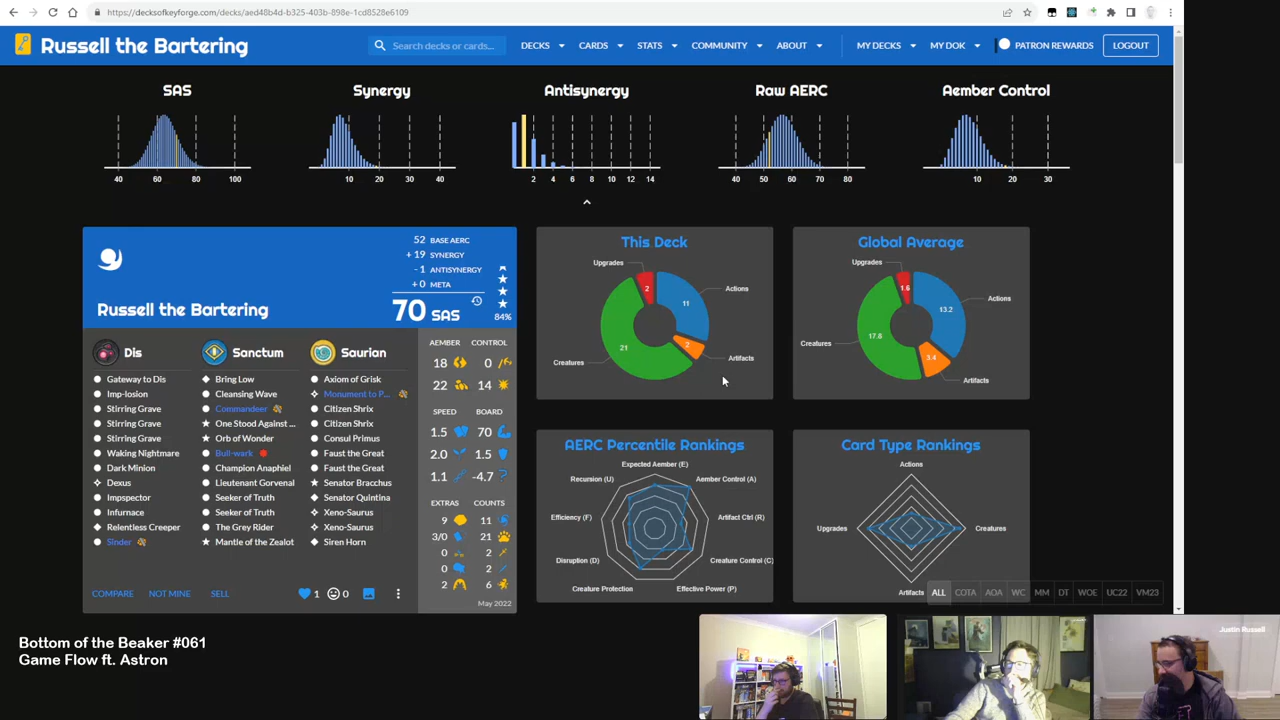 https://decksofkeyforge.com/decks/aed48b4d-b325-403b-898e-1cd8528e6109
Russell the Bartering
Search decks or cards...
DECKS CARDS STATS COMMUNITY ABOUT MY DECKS MY DOK PATRON REWARDS LOGOUT
SAS Synergy Antisynergy Raw AERC Aember Control
40 60 80 100 10 20 30 40 2 4 6 8 10 12 14 40 50 60 70 80 10 20 30
52 BASE AERC
+ 19 SYNERGY
- 1 ANTISYNERGY
+ 0 META
70 SAS
84%
Russell the Bartering
Dis
Gateway to Dis
Imp-losion
Stirring Grave
Stirring Grave
Stirring Grave
Waking Nightmare
Dark Minion
Dexus
Impspector
Infurnace
Relentless Creeper
Sinder
Sanctum
Bring Low
Cleansing Wave
Commandeer
One Stood Against ...
Orb of Wonder
Bull-wark
Champion Anaphiel
Lieutenant Gorvenal
Seeker of Truth
Seeker of Truth
The Grey Rider
Mantle of the Zealot
Saurian
Axiom of Grisk
Monument to P...
Citizen Shrix
Citizen Shrix
Consul Primus
Faust the Great
Faust the Great
Senator Bracchus
Senator Quintina
Xeno-Saurus
Xeno-Saurus
Siren Horn
AEMBER CONTROL
18 0
22 14
SPEED BOARD
1.5 70
2.0 1.5
1.1 -4.7
EXTRAS COUNTS
9 11
3/0 21
0 2
0 2
2 6
May 2022
COMPARE NOT MINE SELL 1 0
This Deck
Upgrades
2
Actions
11
Artifacts
2
Creatures
21
Global Average
Upgrades
1.6
Actions
13.2
Artifacts
3.4
Creatures
17.8
AERC Percentile Rankings
Expected Aember (E)
Recursion (U)
Aember Control (A)
Efficiency (F)
Artifact Ctrl (R)
Disruption (D)
Creature Control (C)
Creature Protection
Effective Power (P)
Card Type Rankings
Actions
Upgrades
Creatures
Artifacts
ALL COTA AOA WC MM DT WOE UC22 VM23
Bottom of the Beaker #061
Game Flow ft. Astron
Justin Russell